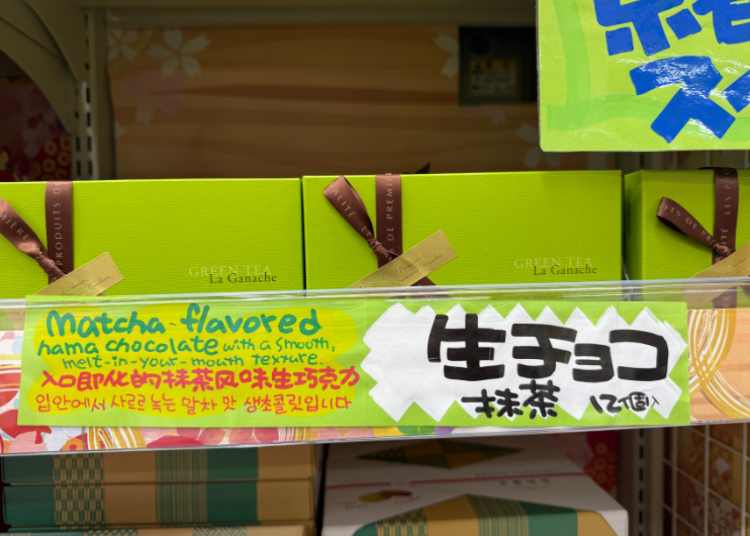 GREEN TEA
La Ganache
GREEN TEA
La Ganache
Matcha-flavored
nama chocolate with a smooth,
melt-in-your-mouth texture.
入口即化的抹茶风味生巧克力
입안에서 사르르 녹는 말차 맛 생초콜릿입니다
生チョコ
抹茶 12個入